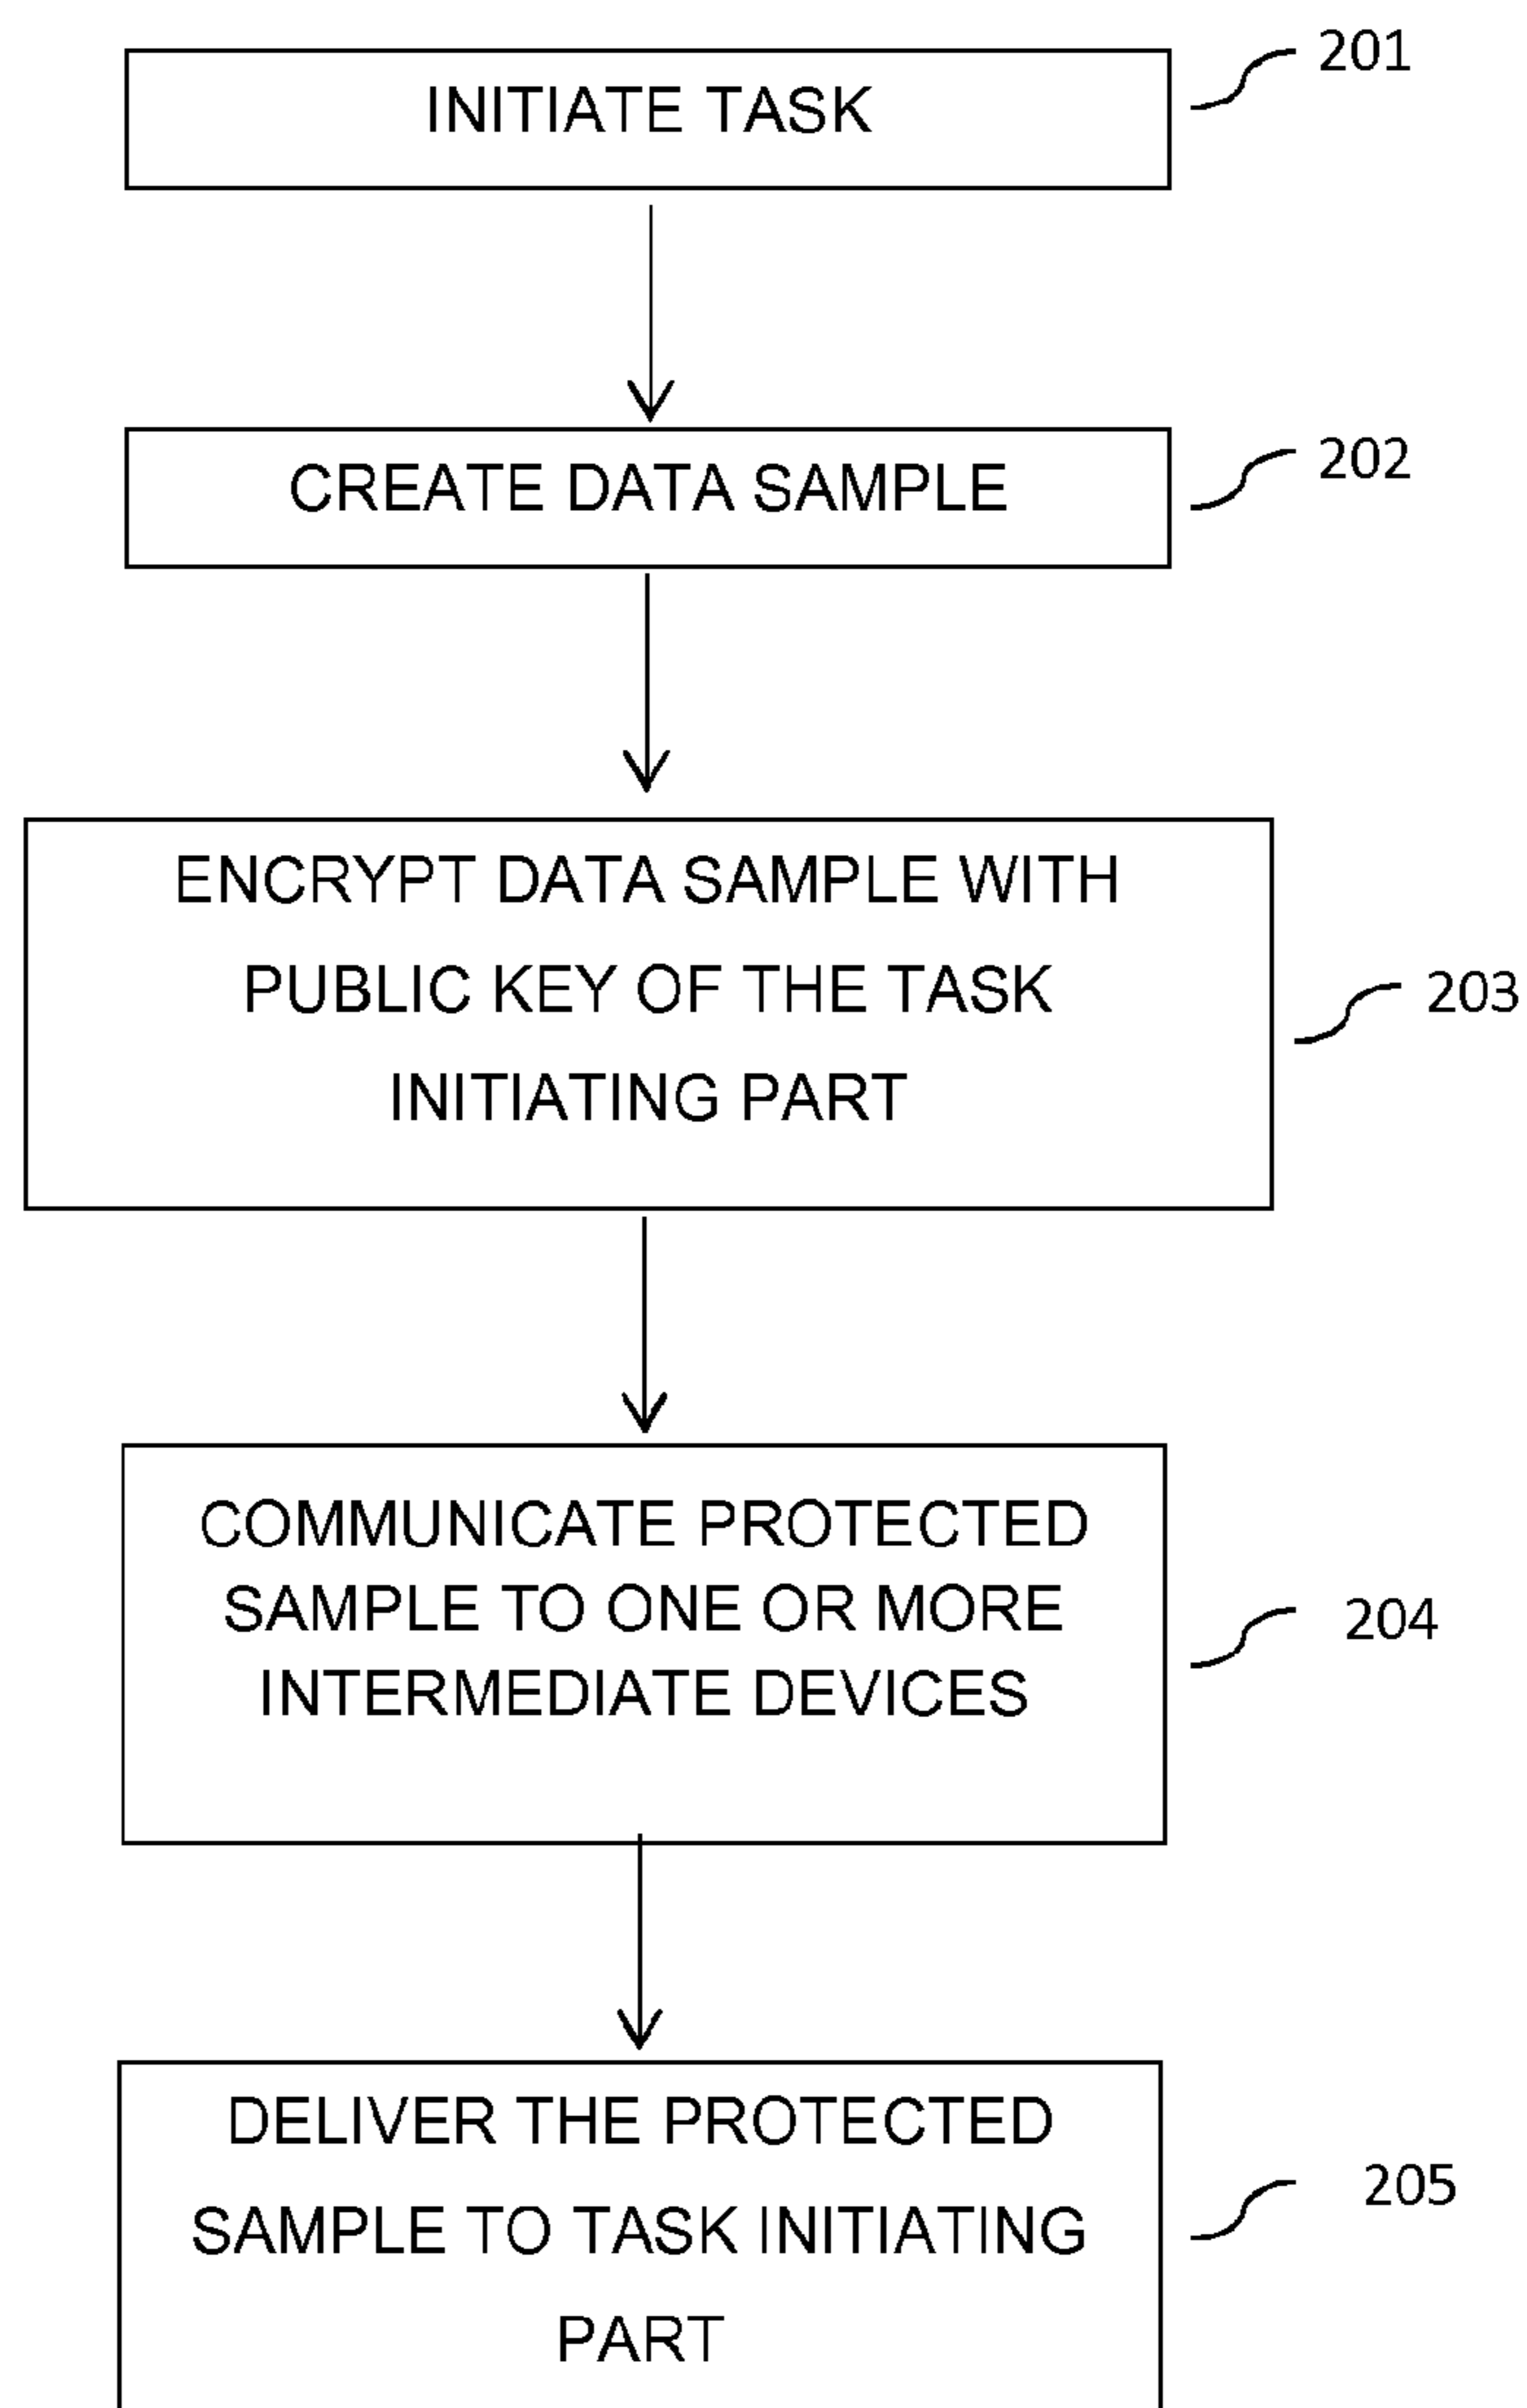 INITIATE TASK
201
CREATE DATA SAMPLE
202
ENCRYPT DATA SAMPLE WITH
PUBLIC KEY OF THE TASK
INITIATING PART
203
COMMUNICATE PROTECTED
SAMPLE TO ONE OR MORE
INTERMEDIATE DEVICES
204
DELIVER THE PROTECTED
SAMPLE TO TASK INITIATING
PART
205